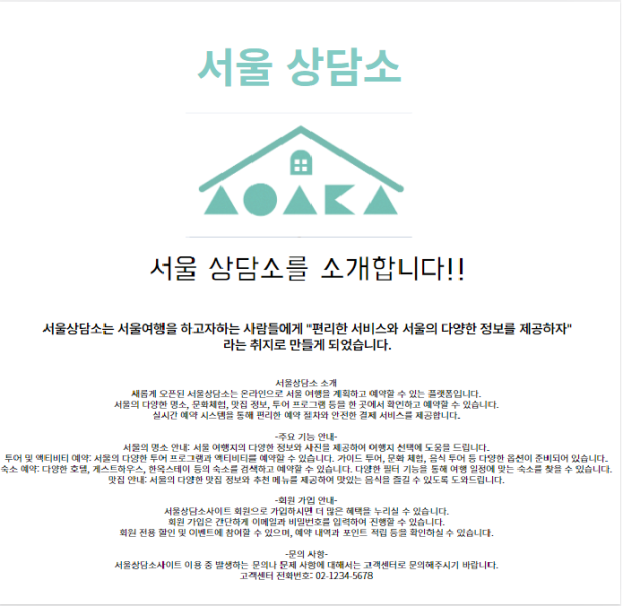 서울 상담소
서울 상담소를 소개합니다!!
서울상담소는 서울여행을 하고자하는 사람들에게 "편리한 서비스와 서울의 다양한 정보를 제공하자"
라는 취지로 만들게 되었습니다.
서울상담소 소개
새롭게 오픈된 서울상담소는 온라인으로 서울 여행을 계획하고 예약할 수 있는 플랫폼입니다.
서울의 다양한 명소, 문화체험, 맛집 정보, 투어 프로그램 등을 한 곳에서 확인하고 예약할 수 있습니다.
실시간 예약 시스템을 통해 편리한 예약 절차와 안전한 결제 서비스를 제공합니다.
-주요 기능 안내-
서울의 명소 안내: 서울 여행지의 다양한 정보와 사진을 제공하여 여행지 선택에 도움을 드립니다.
투어 및 액티비티 예약: 서울의 다양한 투어 프로그램과 액티비티를 예약할 수 있습니다. 가이드 투어, 문화 체험, 음식 투어 등 다양한 옵션이 준비되어 있습니다.
숙소 예약: 다양한 호텔, 게스트하우스, 한옥스테이 등의 숙소를 검색하고 예약할 수 있습니다. 다양한 필터 기능을 통해 여행 일정에 맞는 숙소를 찾을 수 있습니다.
맛집 안내: 서울의 다양한 맛집 정보와 추천 메뉴를 제공하여 맛있는 음식을 즐길 수 있도록 도와드립니다.
-회원 가입 안내-
서울상담소사이트 회원으로 가입하시면 더 많은 혜택을 누리실 수 있습니다.
회원 가입은 간단하게 이메일과 비밀번호를 입력하여 진행할 수 있습니다.
회원 전용 할인 및 이벤트에 참여할 수 있으며, 예약 내역과 포인트 적립 등을 확인하실 수 있습니다.
-문의 사항-
서울상담소사이트 이용 중 발생하는 문의나 문제 사항에 대해서는 고객센터로 문의해주시기 바랍니다.
고객센터 전화번호: 02-1234-5678